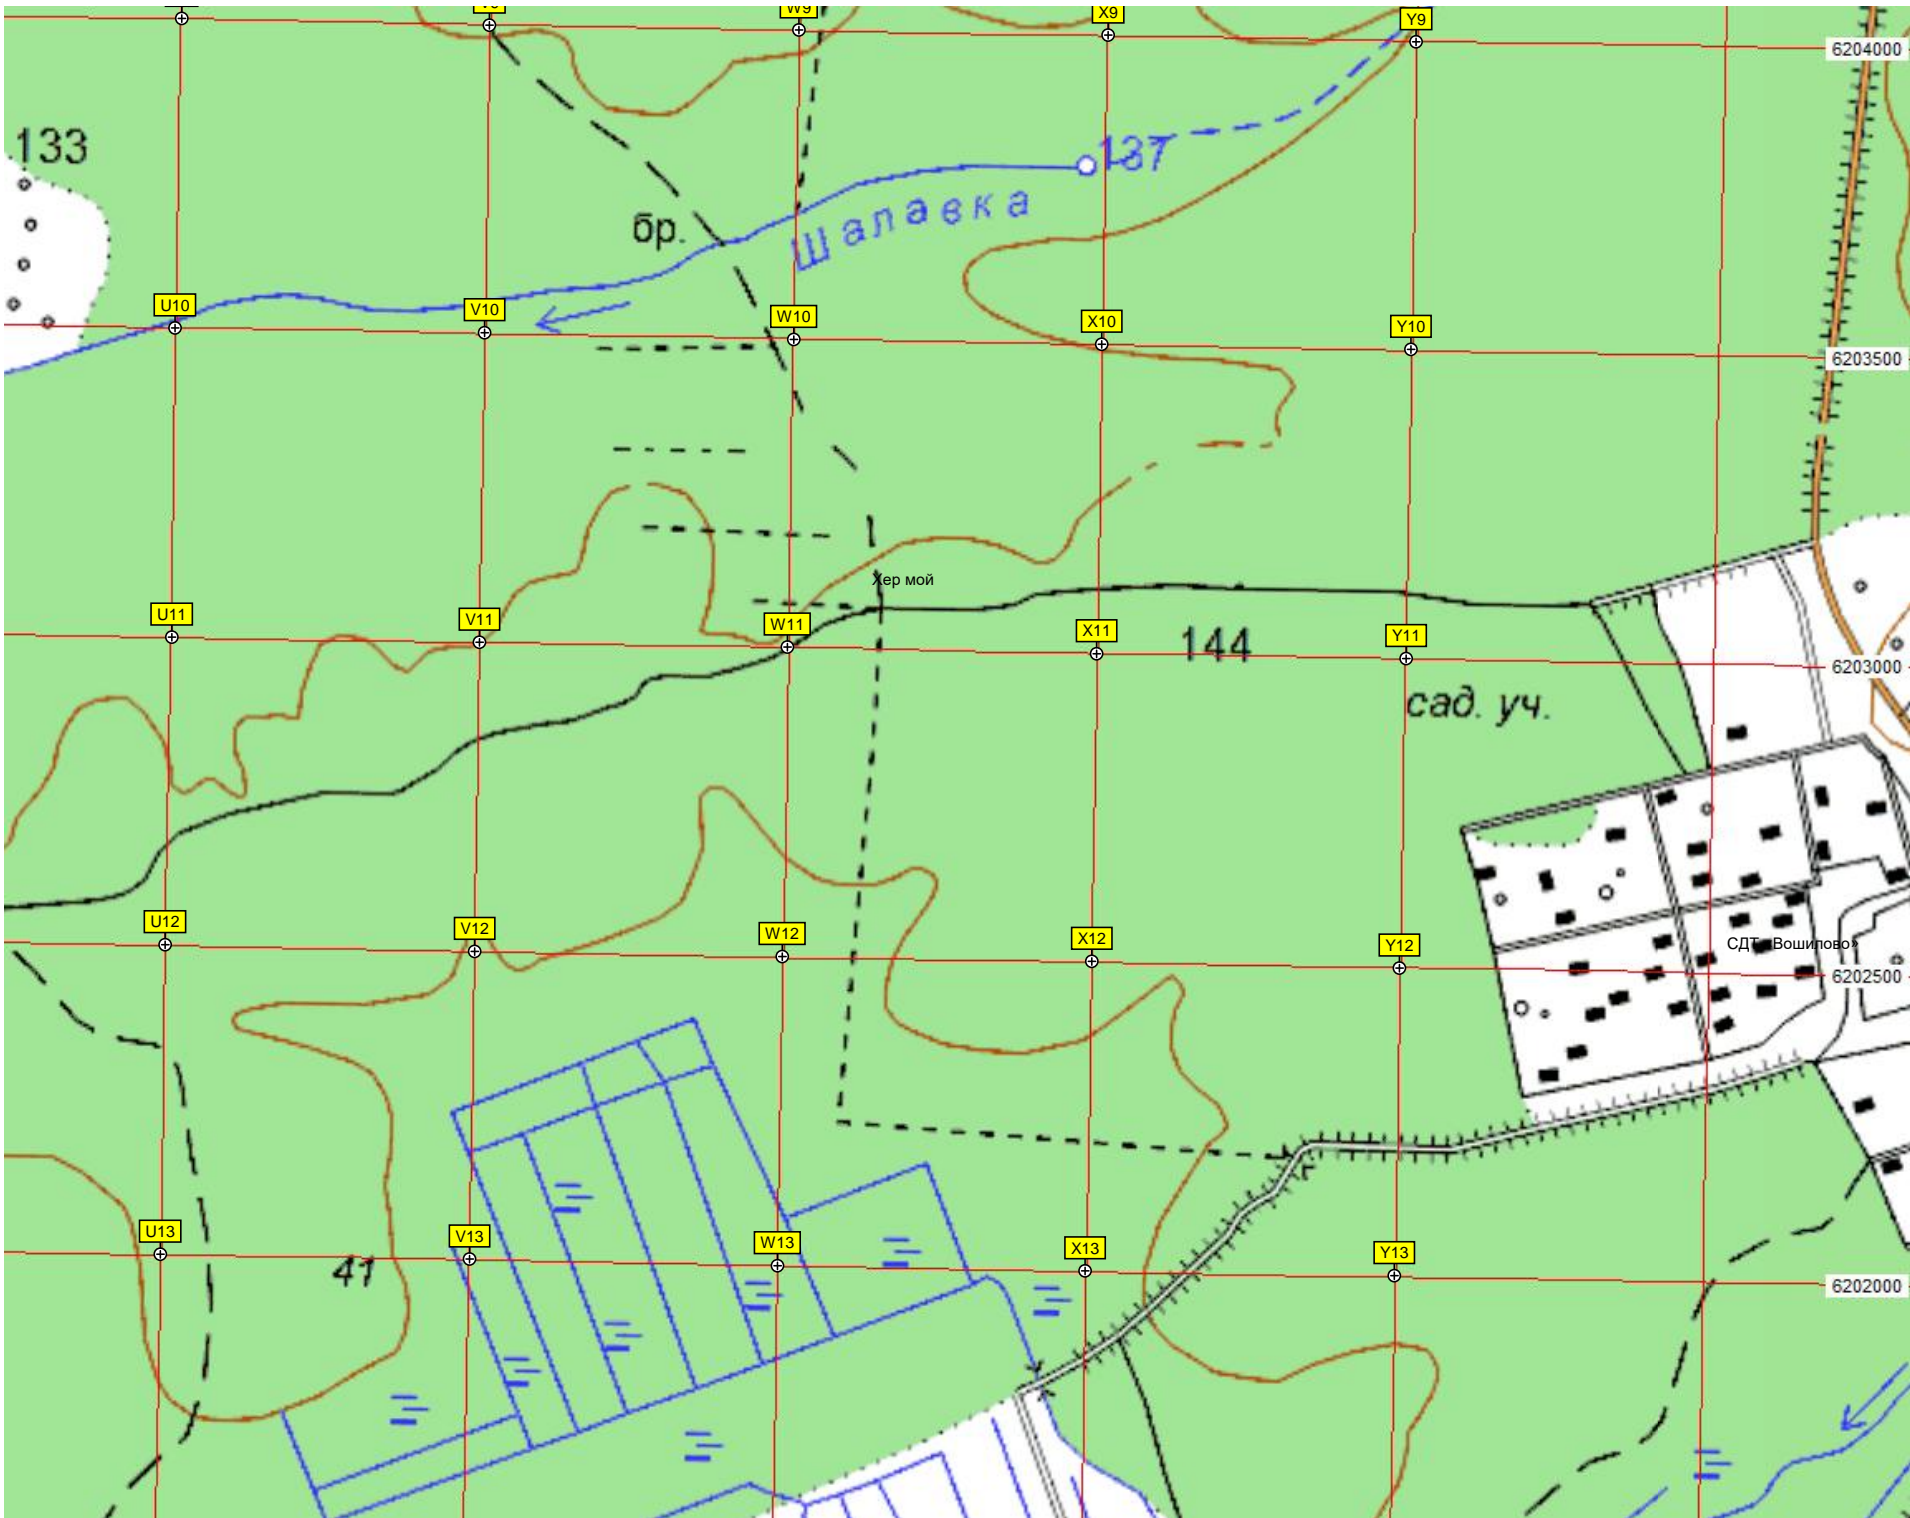 W9
X9
Y9
6204000
133
137
бр.
Шалавка
U10
V10
W10
X10
Y10
6203500
Хер мой
U11
V11
W11
X11
Y11
144
6203000
сад. уч.
U12
V12
W12
X12
Y12
СДТ «Вошилово»
6202500
U13
V13
W13
X13
Y13
41
6202000